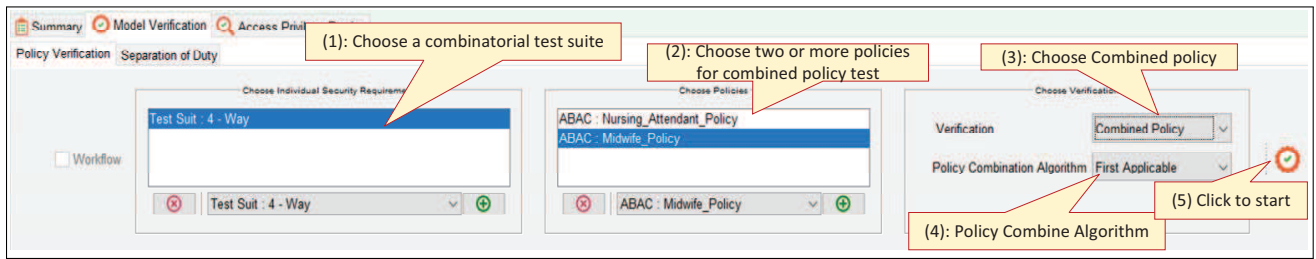 Summary Model Verification Access Privilege
(1): Choose a combinatorial test suite
(2): Choose two or more policies
for combined policy test
(3): Choose Combined policy
Policy Verification Separation of Duty
Choose Individual Security Requirem
Choose Policies
Choose Verification
Test Suit : 4 - Way
ABAC : Nursing_Attendant_Policy
ABAC : Midwife_Policy
Verification
Combined Policy
Workflow
Policy Combination Algorithm
First Applicable
Test Suit : 4 - Way
ABAC : Midwife_Policy
(5) Click to start
(4): Policy Combine Algorithm